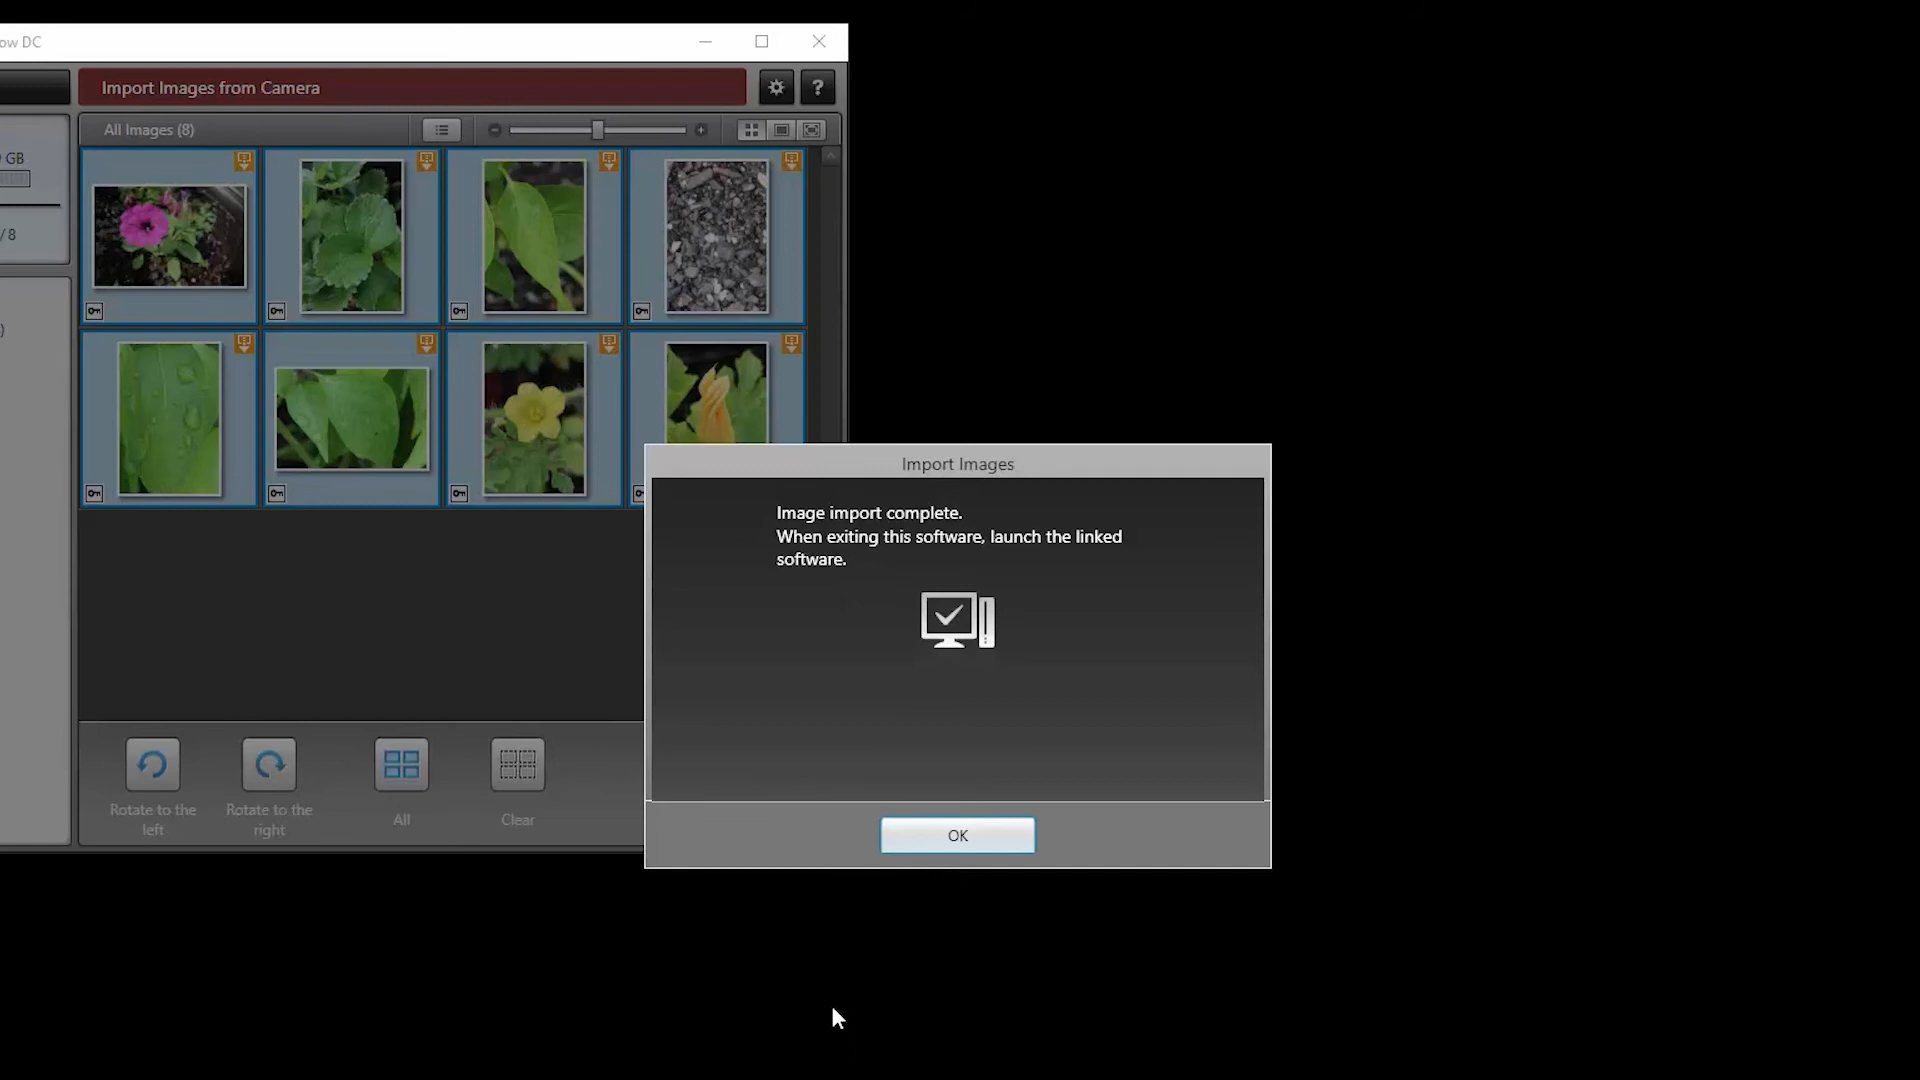 ow DC
Import Images from Camera
?
All Images (8)
GB
/ 8
)
Import Images
Image import complete.
When exiting this software, launch the linked
software.
Rotate to the
left
Rotate to the
right
All
Clear
OK